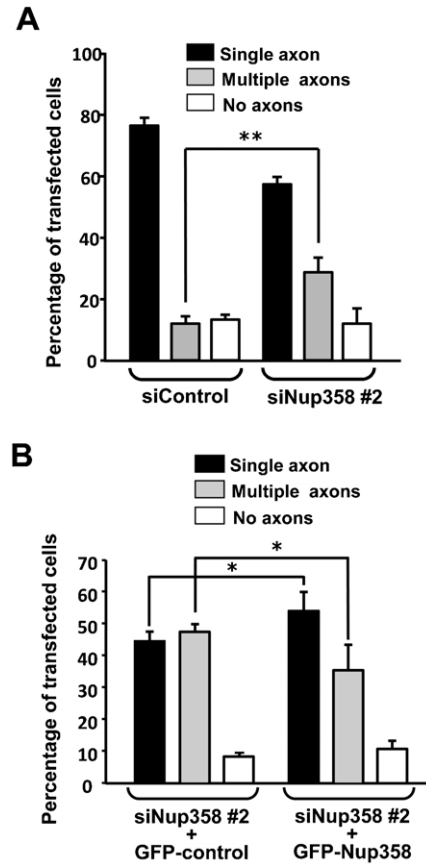 A
Single axon
Multiple axons
No axons
**
Percentage of transfected cells
100
80
60
40
20
0
siControl
siNup358 #2
B
Single axon
Multiple axons
No axons
*
*
Percentage of transfected cells
70
60
50
40
30
20
10
0
siNup358 #2
+
GFP-control
siNup358 #2
+
GFP-Nup358